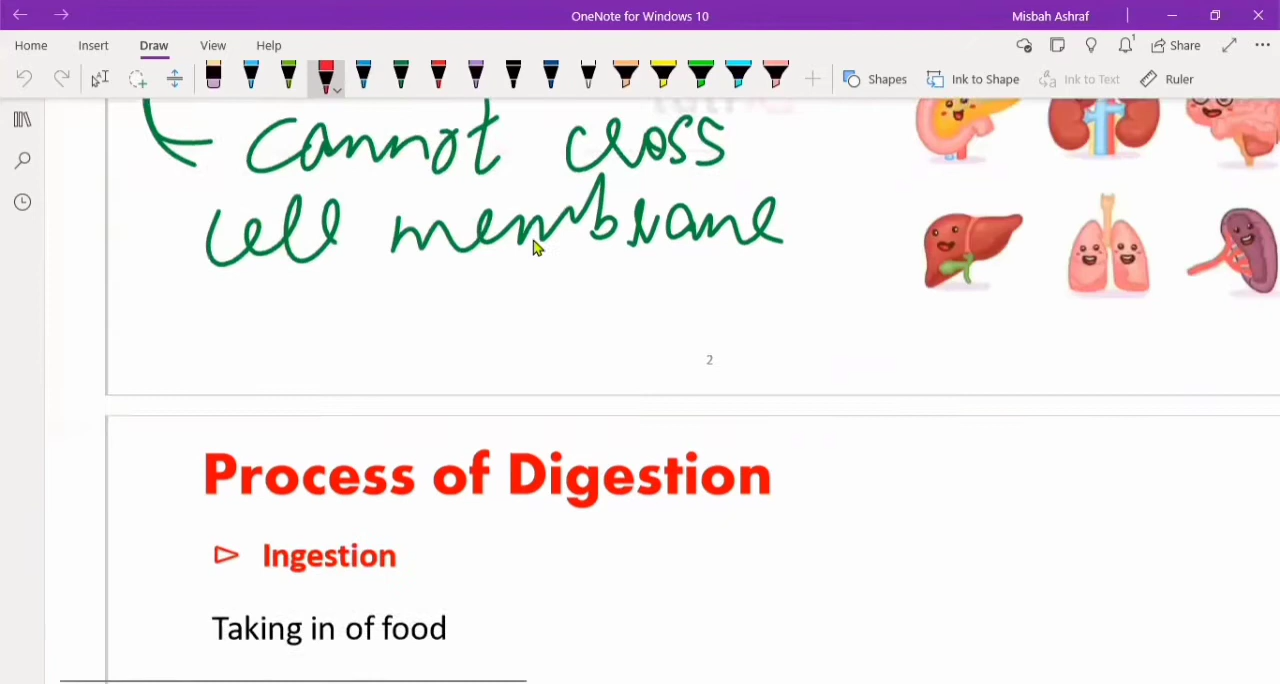 OneNote for Windows 10
Misbah Ashraf
Home Insert Draw View Help
1 Share
Shapes Ink to Shape Ink to Text Ruler
cannot cross
cell membrane
2
Process of Digestion
Ingestion
Taking in of food